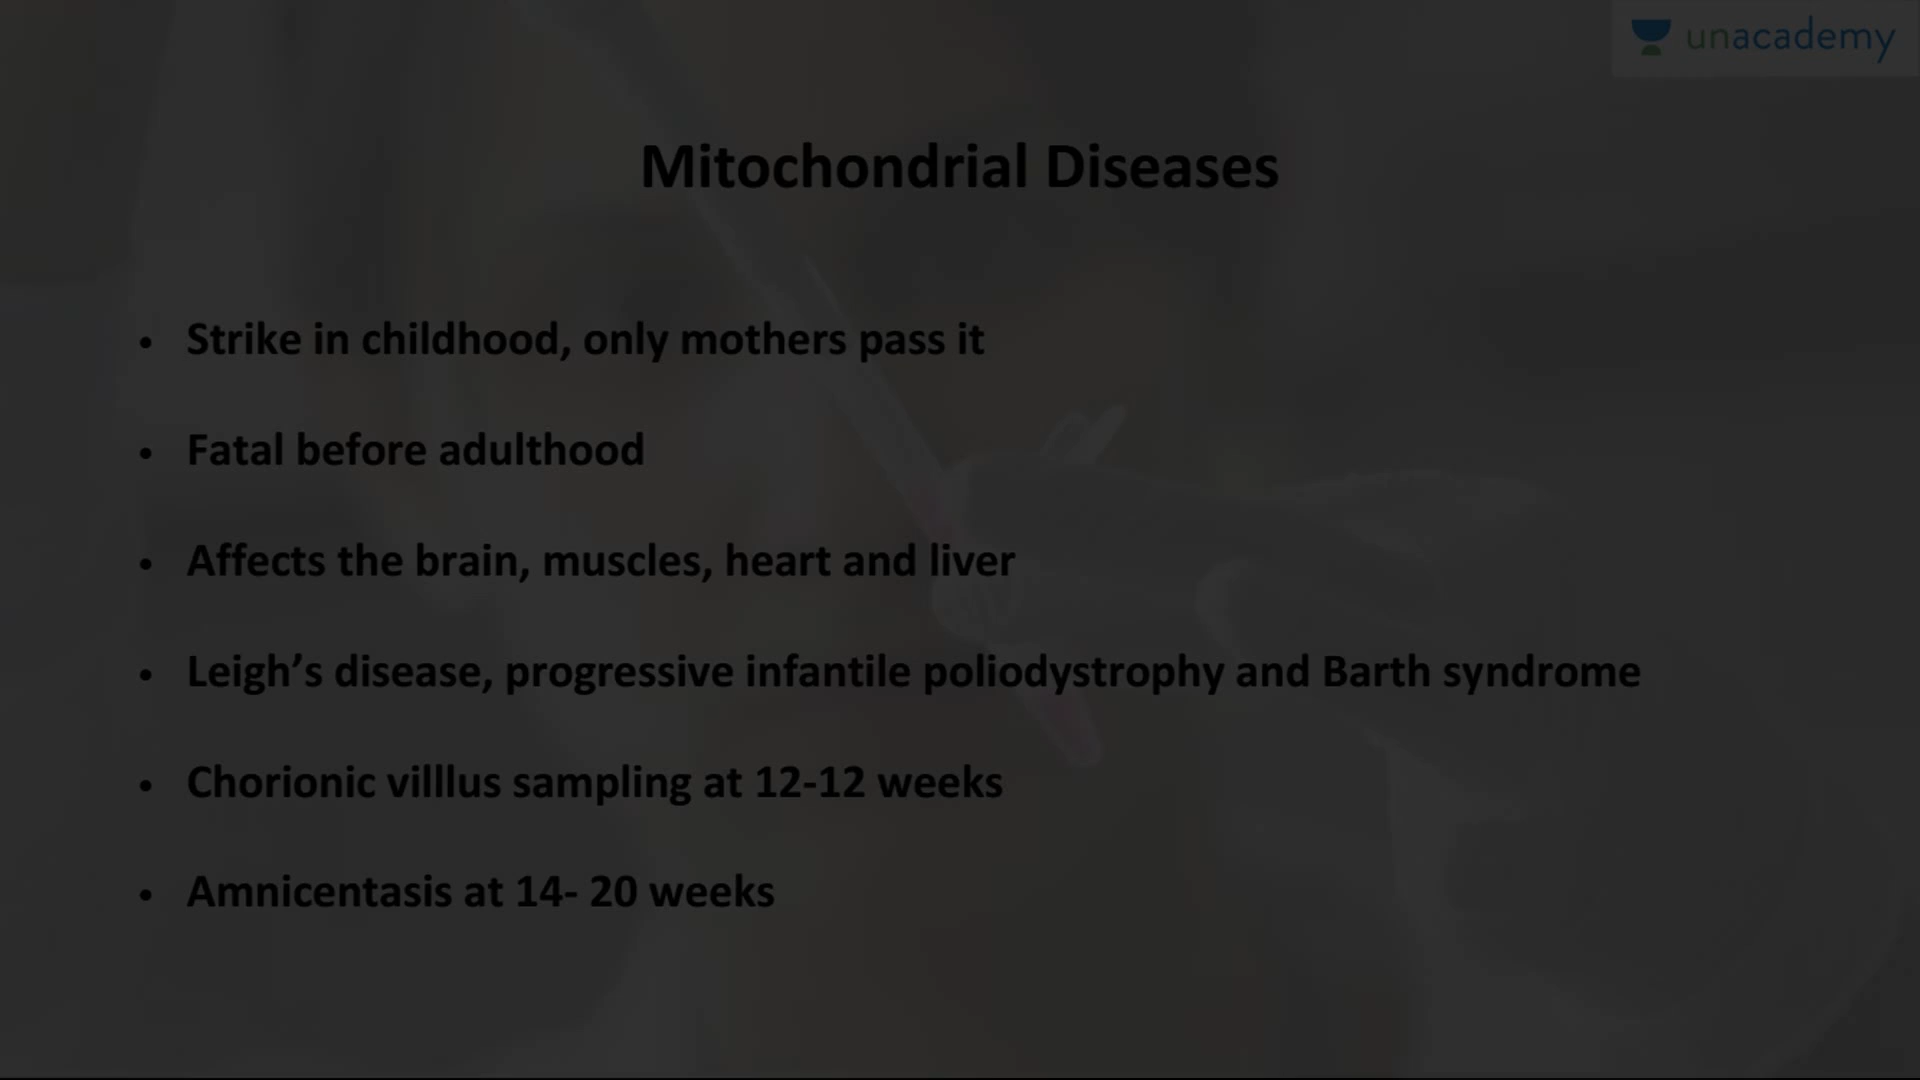 unacademy
Mitochondrial Diseases
• Strike in childhood, only mothers pass it
• Fatal before adulthood
• Affects the brain, muscles, heart and liver
• Leigh’s disease, progressive infantile poliodystrophy and Barth syndrome
• Chorionic villlus sampling at 12-12 weeks
• Amnicentasis at 14- 20 weeks